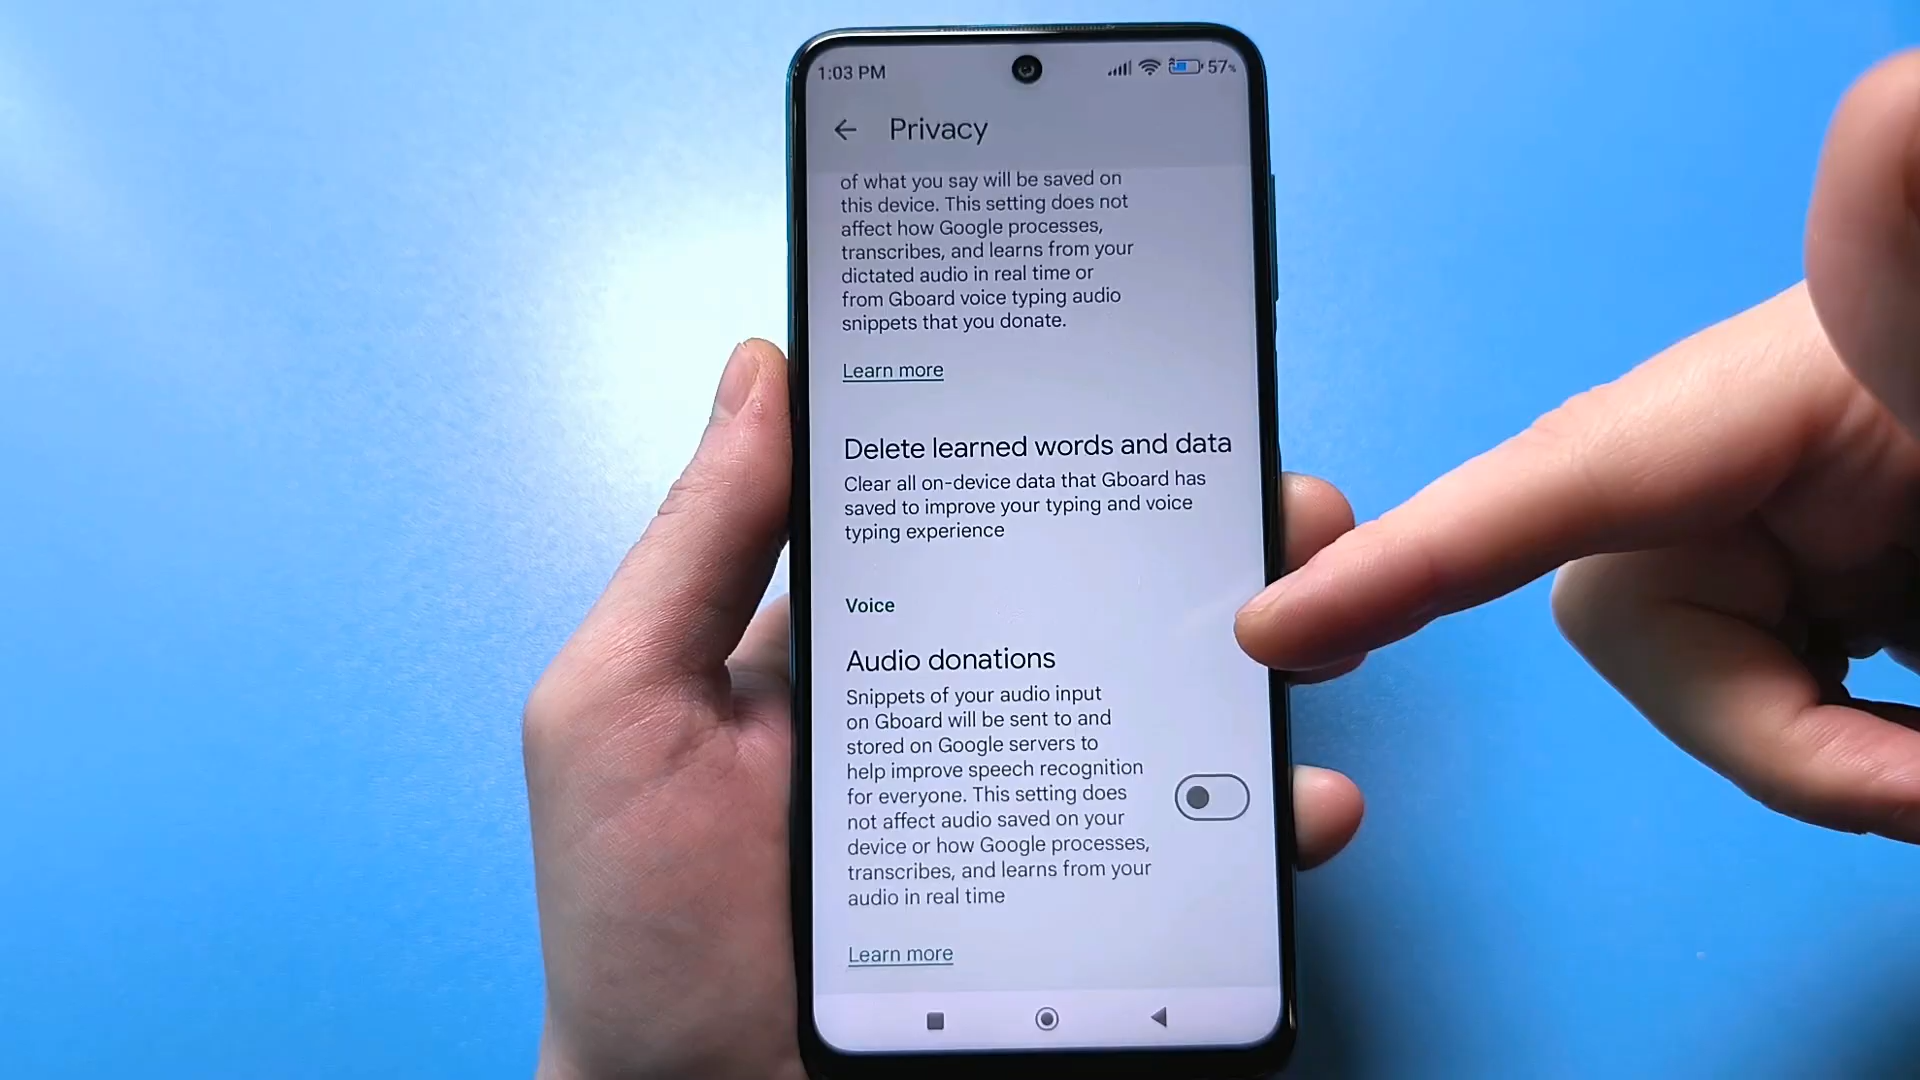 1:03 PM
57%
Privacy
of what you say will be saved on
this device. This setting does not
affect how Google processes,
transcribes, and learns from your
dictated audio in real time or
from Gboard voice typing audio
snippets that you donate.
Learn more
Delete learned words and data
Clear all on-device data that Gboard has
saved to improve your typing and voice
typing experience
Voice
Audio donations
Snippets of your audio input
on Gboard will be sent to and
stored on Google servers to
help improve speech recognition
for everyone. This setting does
not affect audio saved on your
device or how Google processes,
transcribes, and learns from your
audio in real time
Learn more